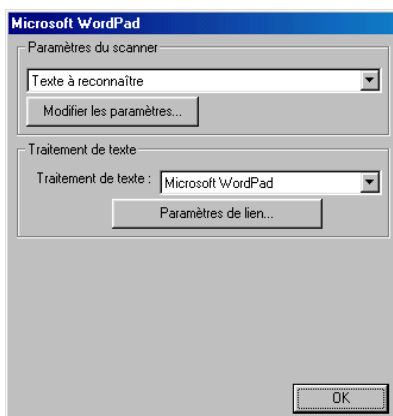 Microsoft WordPad
Paramètres du scanner
Texte à reconnaître
Modifier les paramètres...
Traitement de texte
Traitement de texte : Microsoft WordPad
Paramètres de lien...
OK